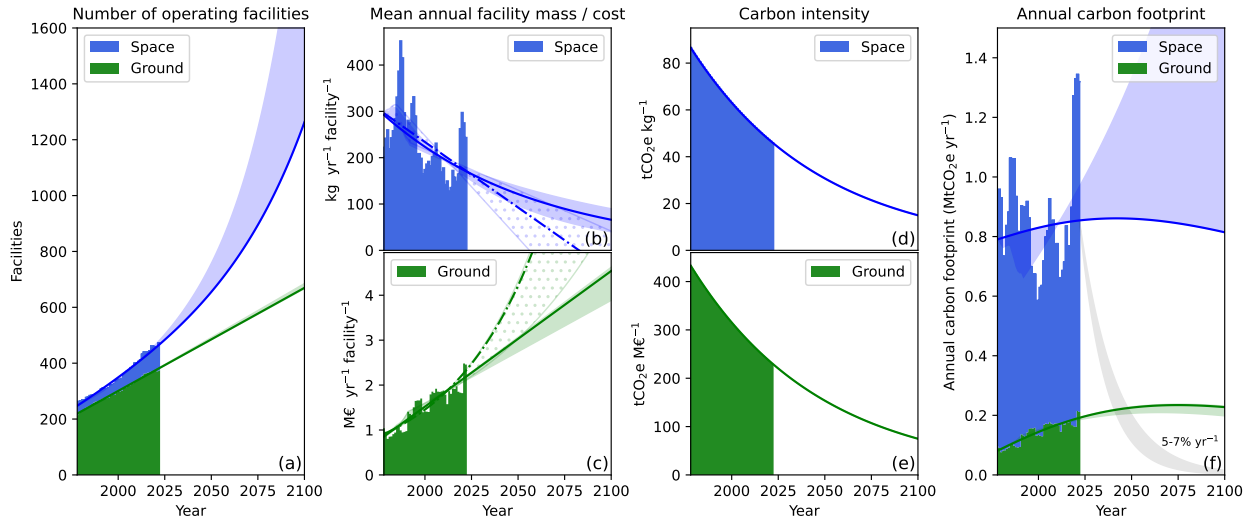 Number of operating facilities
Facilities
1600
1400
1200
1000
800
600
400
200
0
Space
Ground
(a)
2000
2025
2050
2075
2100
Year
Mean annual facility mass / cost
kg yr⁻¹ facility⁻¹
400
300
200
100
0
Space
(b)
M€ yr⁻¹ facility⁻¹
4
3
2
1
0
Ground
(c)
2000
2025
2050
2075
2100
Year
Carbon intensity
tCO₂e kg⁻¹
80
60
40
20
0
Space
(d)
tCO₂e M€⁻¹
400
300
200
100
0
Ground
(e)
2000
2025
2050
2075
2100
Year
Annual carbon footprint
Annual carbon footprint (MtCO₂e yr⁻¹)
1.4
1.2
1.0
0.8
0.6
0.4
0.2
0.0
Space
Ground
5-7% yr⁻¹
(f)
2000
2025
2050
2075
2100
Year